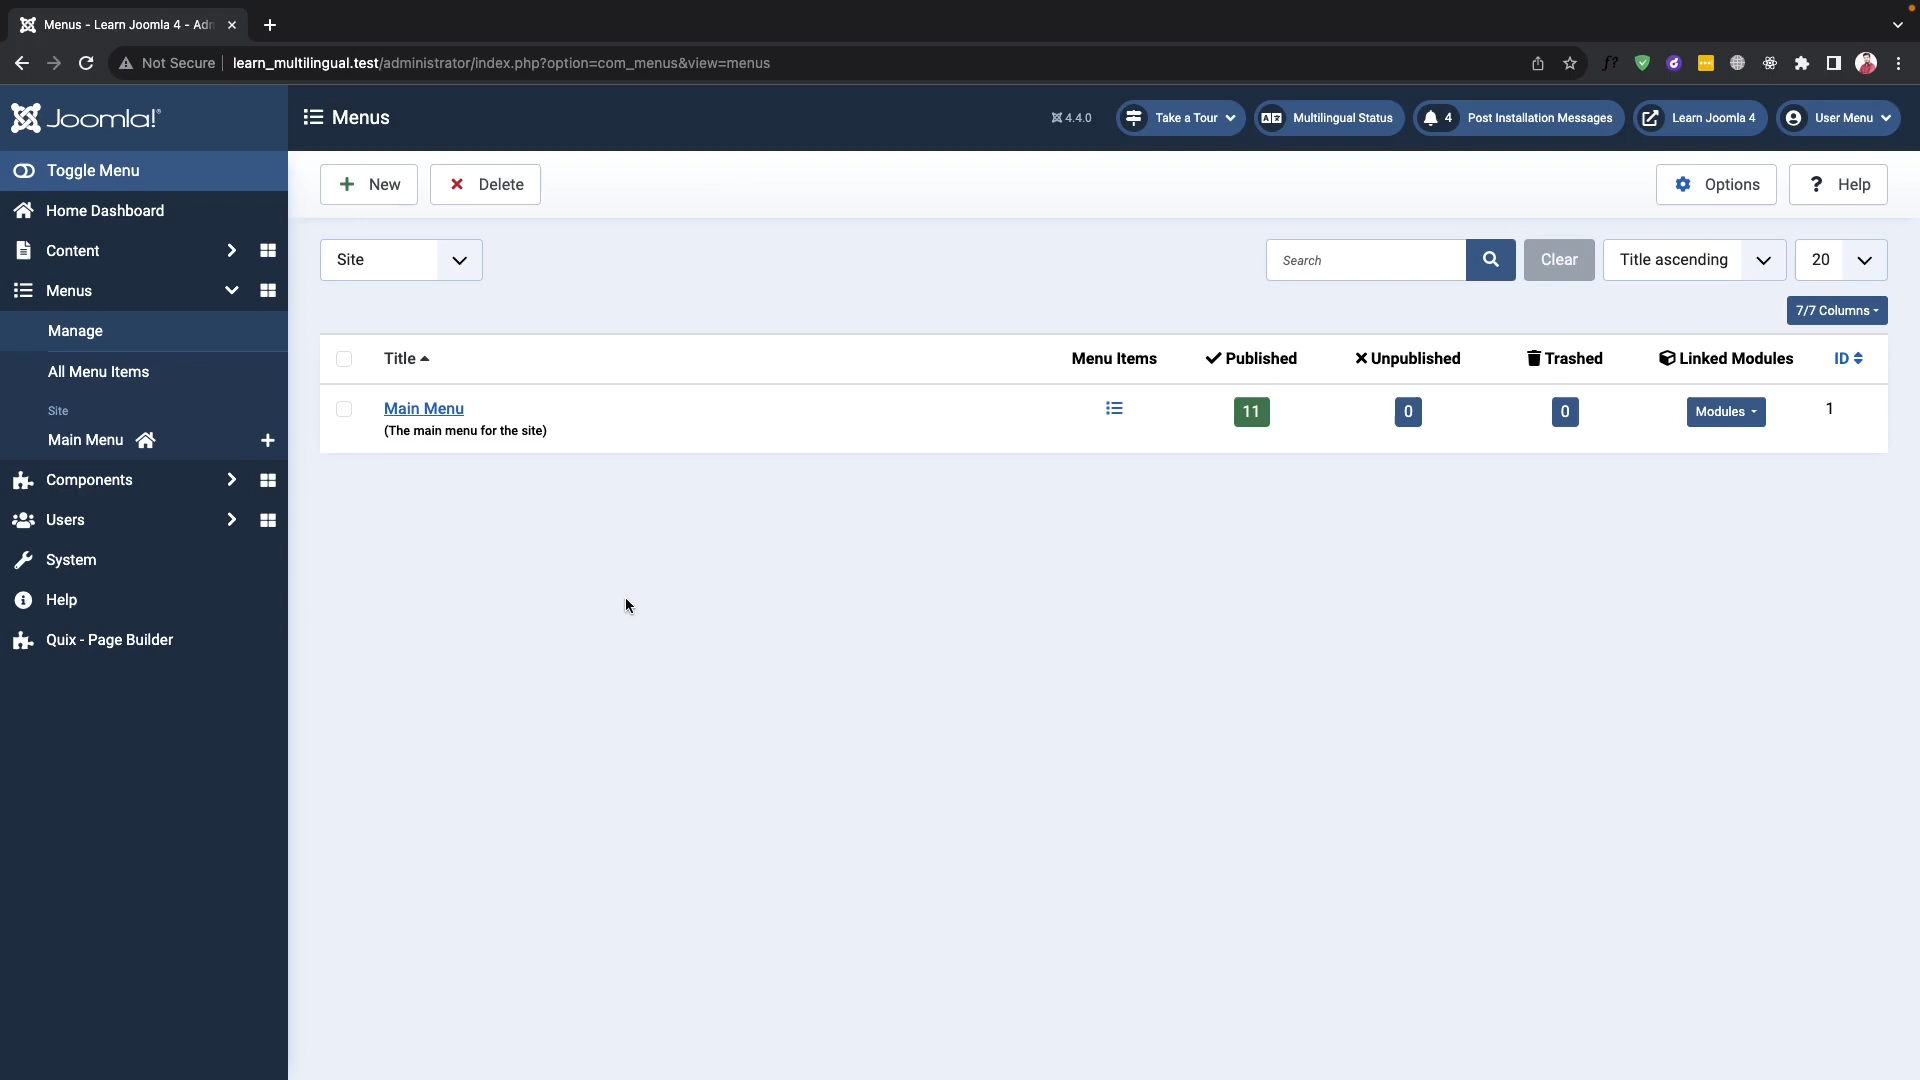 Menus - Learn Joomla 4 - Adn
Not Secure learn_multilingual.test/administrator/index.php?option=com_menus&view=menus
f?
Joomla!®
Menus
4.4.0
Take a Tour
Multilingual Status
4 Post Installation Messages
Learn Joomla 4
User Menu
Toggle Menu
Home Dashboard
Content
Menus
Manage
All Menu Items
Site
Main Menu
Components
Users
System
Help
Quix - Page Builder
New
Delete
Options
? Help
Site
Search
Clear
Title ascending
20
7/7 Columns
Title Menu Items Published Unpublished Trashed Linked Modules ID
Main Menu 11 0 0 Modules 1
(The main menu for the site)